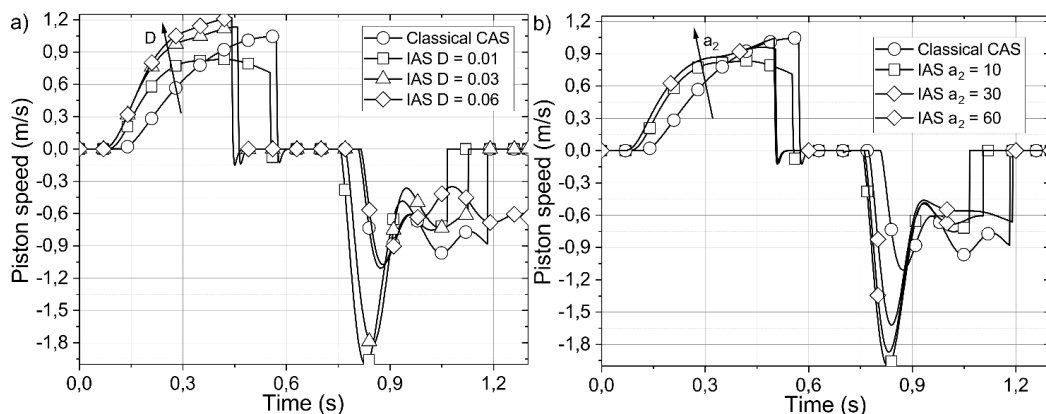 a)
Piston speed (m/s)
1,2
0,9
0,6
0,3
0,0
-0,3
-0,6
-0,9
-1,2
-1,5
-1,8
D
Classical CAS
IAS D = 0.01
IAS D = 0.03
IAS D = 0.06
0,0 0,3 0,6 0,9 1,2
Time (s)
b)
Piston speed (m/s)
1,2
0,9
0,6
0,3
0,0
-0,3
-0,6
-0,9
-1,2
-1,5
-1,8
a₂
Classical CAS
IAS a₂ = 10
IAS a₂ = 30
IAS a₂ = 60
0,0 0,3 0,6 0,9 1,2
Time (s)